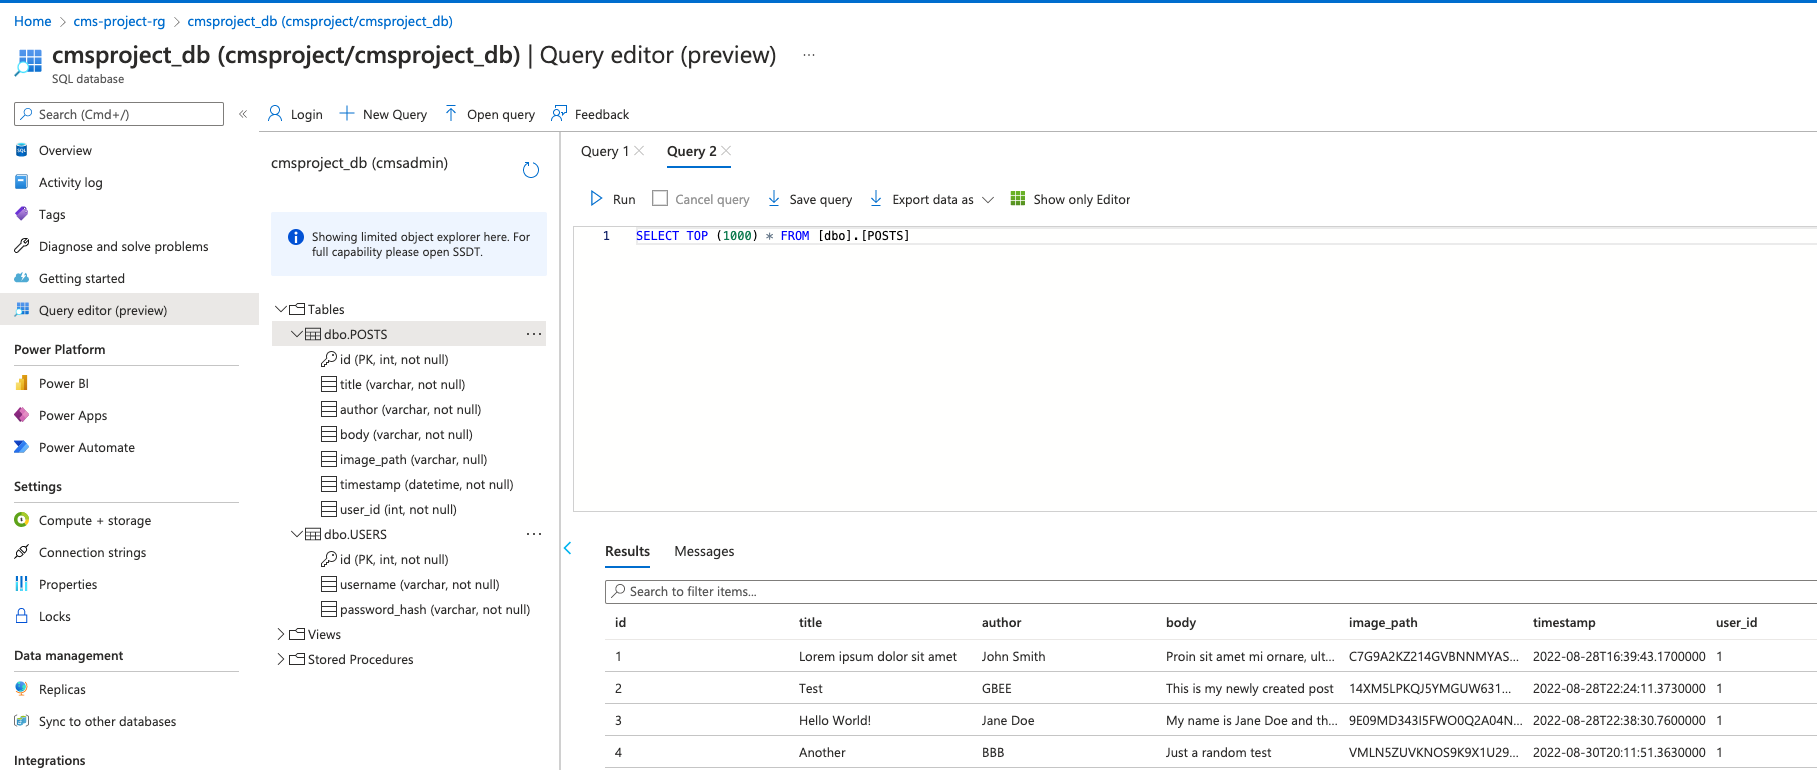 Home > cms-project-rg > cmsproject_db (cmsproject/cmsproject_db)
cmsproject_db (cmsproject/cmsproject_db) | Query editor (preview) ...
SQL database
Search (Cmd+/) «
Overview
Activity log
Tags
Diagnose and solve problems
Getting started
Query editor (preview)
Power Platform
Power BI
Power Apps
Power Automate
Settings
Compute + storage
Connection strings
Properties
Locks
Data management
Replicas
Sync to other databases
Integrations
Login New Query Open query Feedback
cmsproject_db (cmsadmin)
Showing limited object explorer here. For
full capability please open SSDT.
Tables
dbo.POSTS ...
id (PK, int, not null)
title (varchar, not null)
author (varchar, not null)
body (varchar, not null)
image_path (varchar, null)
timestamp (datetime, not null)
user_id (int, not null)
dbo.USERS ...
id (PK, int, not null)
username (varchar, not null)
password_hash (varchar, not null)
Views
Stored Procedures
Query 1 Query 2
Run Cancel query Save query Export data as Show only Editor
1 SELECT TOP (1000) * FROM [dbo].[POSTS]
Results Messages
Search to filter items...
id title author body image_path timestamp user_id
1 Lorem ipsum dolor sit amet John Smith Proin sit amet mi ornare, ult... C7G9A2KZ214GVBNNMYAS... 2022-08-28T16:39:43.1700000 1
2 Test GBEE This is my newly created post 14XM5LPKQJ5YMGUW631... 2022-08-28T22:24:11.3730000 1
3 Hello World! Jane Doe My name is Jane Doe and th... 9E09MD343I5FWO0Q2A04N... 2022-08-28T22:38:30.7600000 1
4 Another BBB Just a random test VMLN5ZUVKNOS9K9X1U29... 2022-08-30T20:11:51.3630000 1